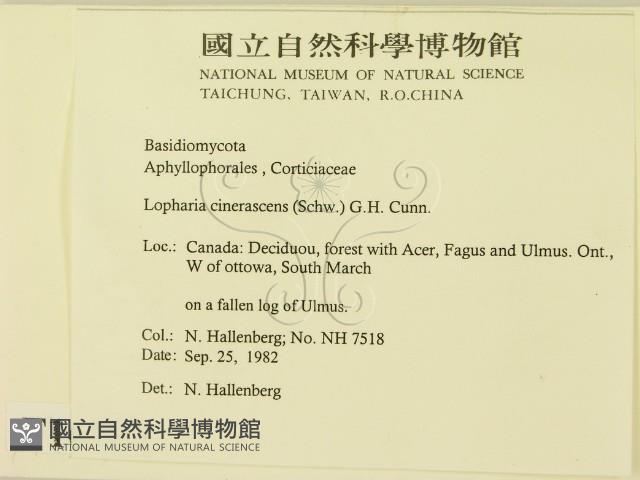 國立自然科學博物館
NATIONAL MUSEUM OF NATURAL SCIENCE
TAICHUNG, TAIWAN, R.O.CHINA
Basidiomycota
Aphyllophorales , Corticiaceae
Lopharia cinerascens (Schw.) G.H. Cunn.
Loc.: Canada: Deciduou, forest with Acer, Fagus and Ulmus. Ont.,
W of ottowa, South March
on a fallen log of Ulmus.
Col.: N. Hallenberg; No. NH 7518
Date: Sep. 25, 1982
Det.: N. Hallenberg
國立自然科學博物館
NATIONAL MUSEUM OF NATURAL SCIENCE